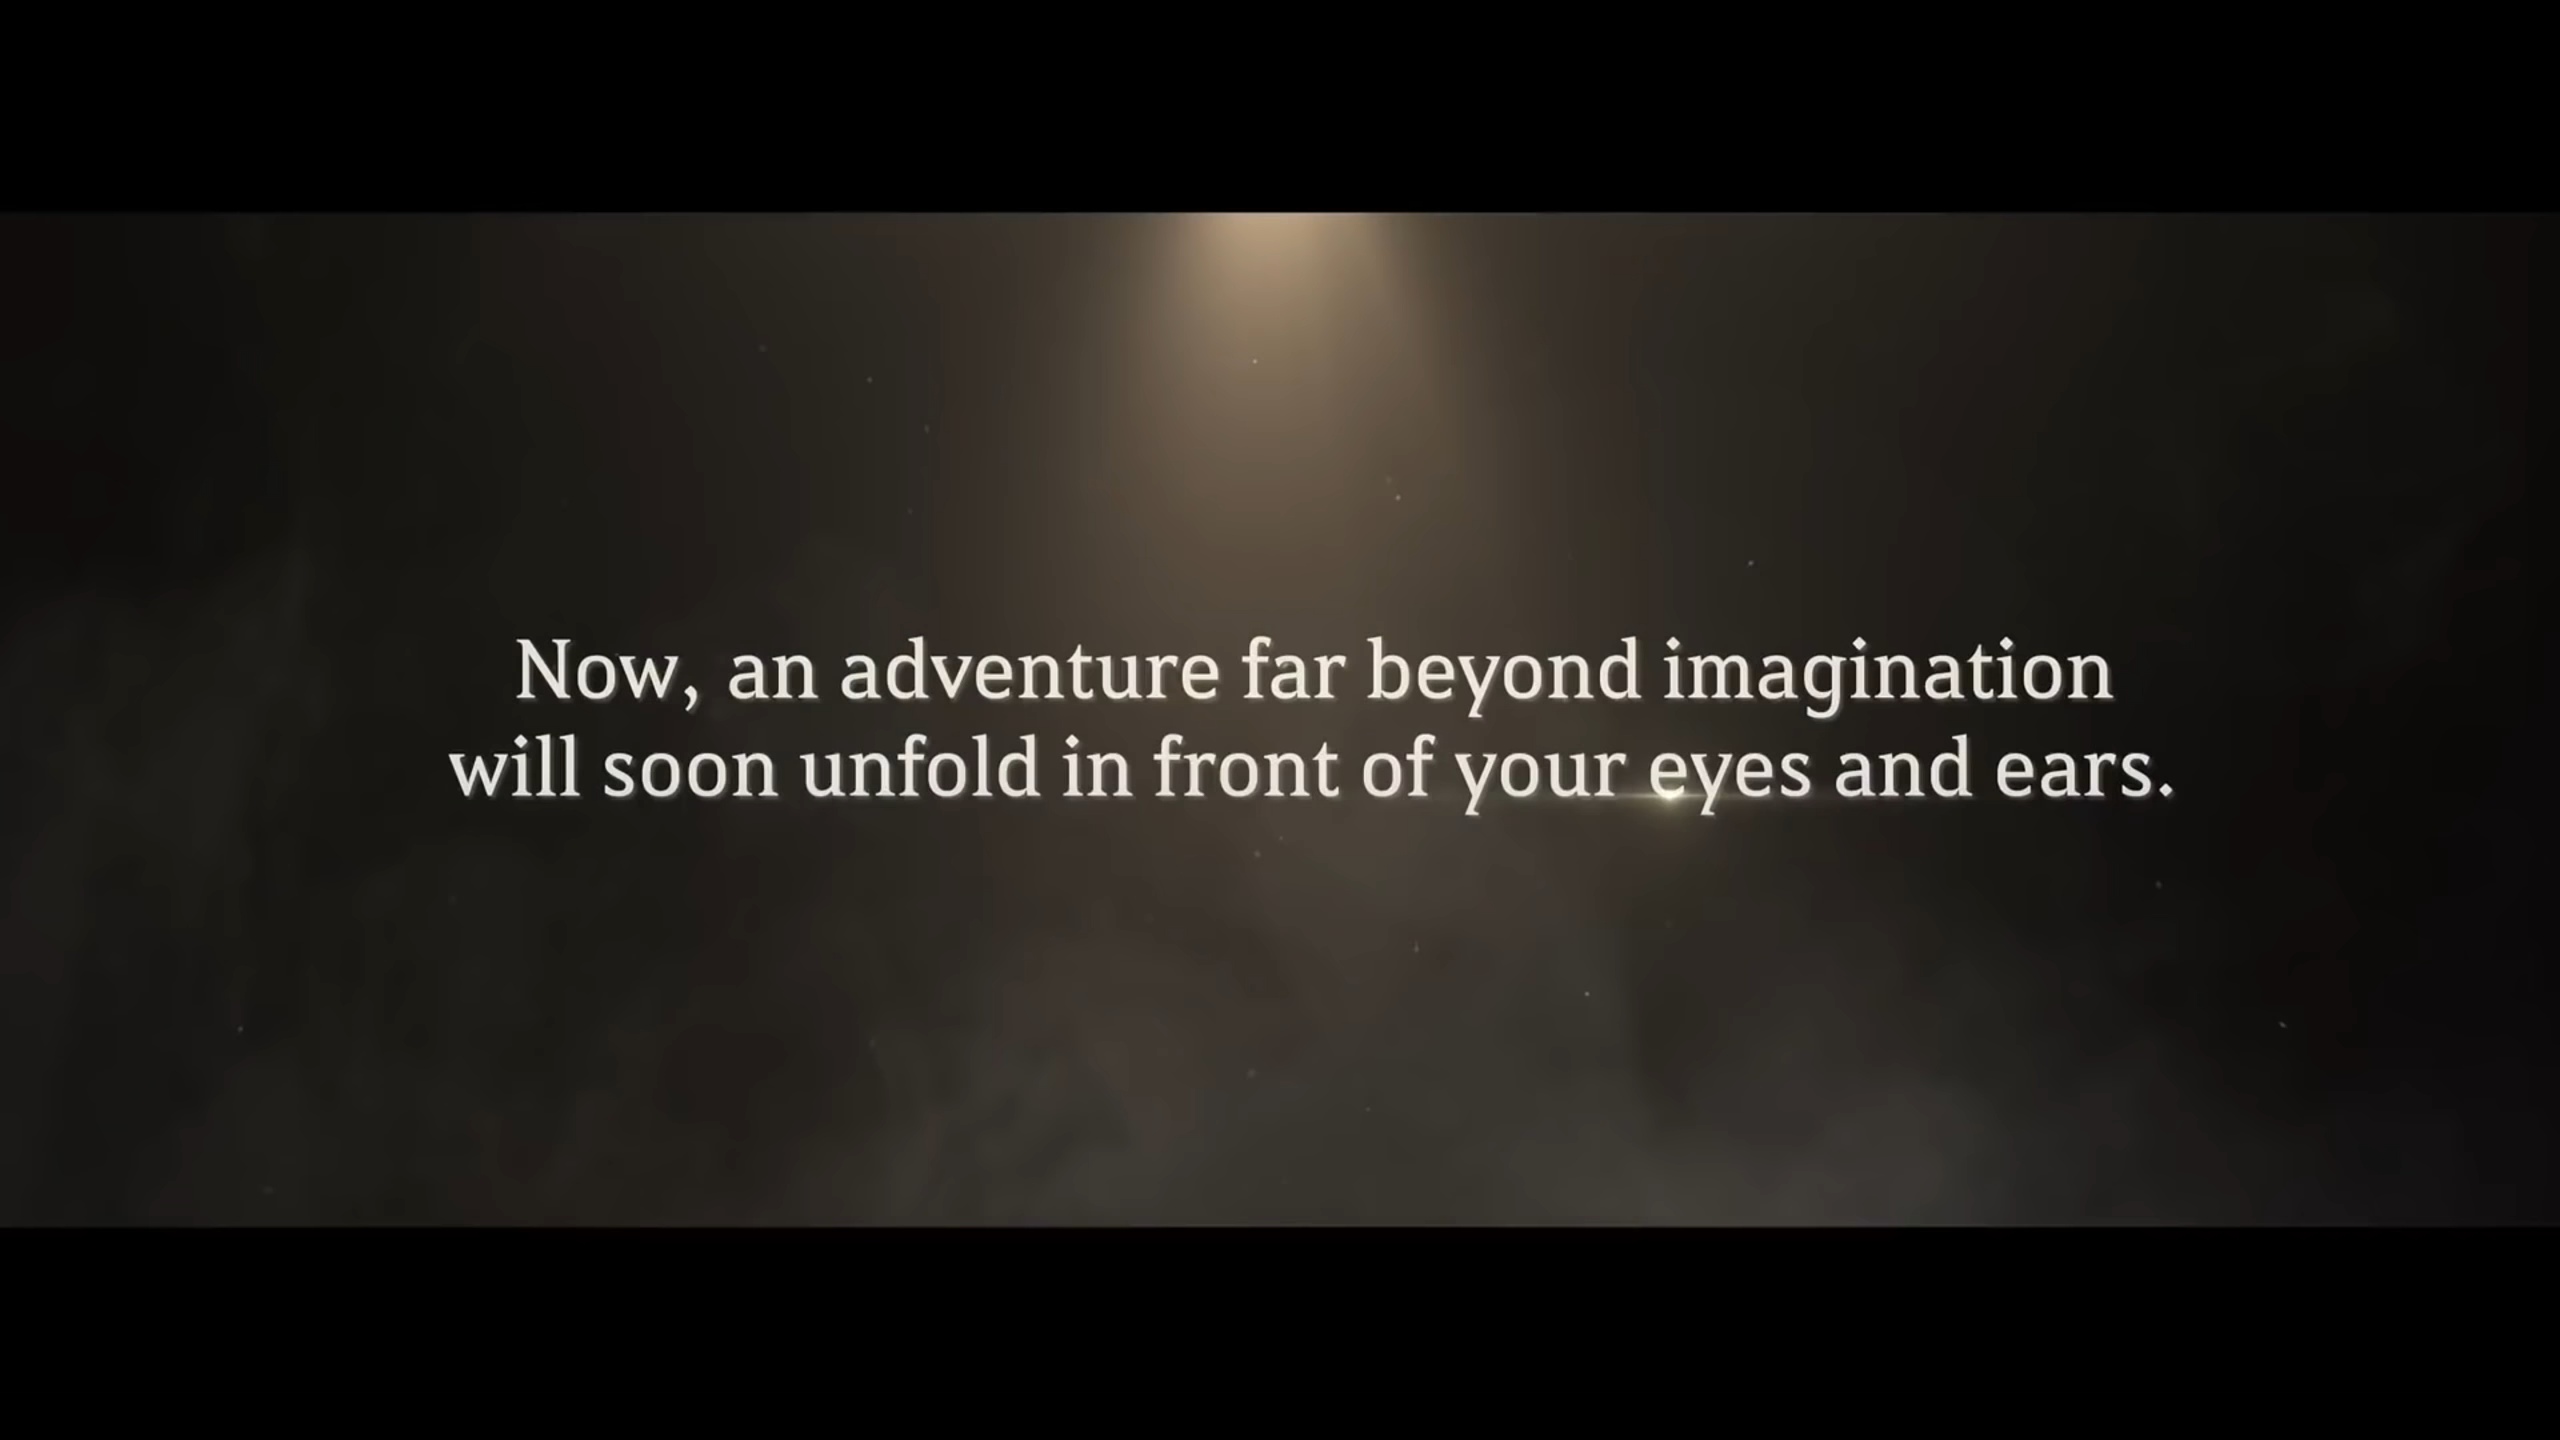 Now, an adventure far beyond imagination
will soon unfold in front of your eyes and ears.